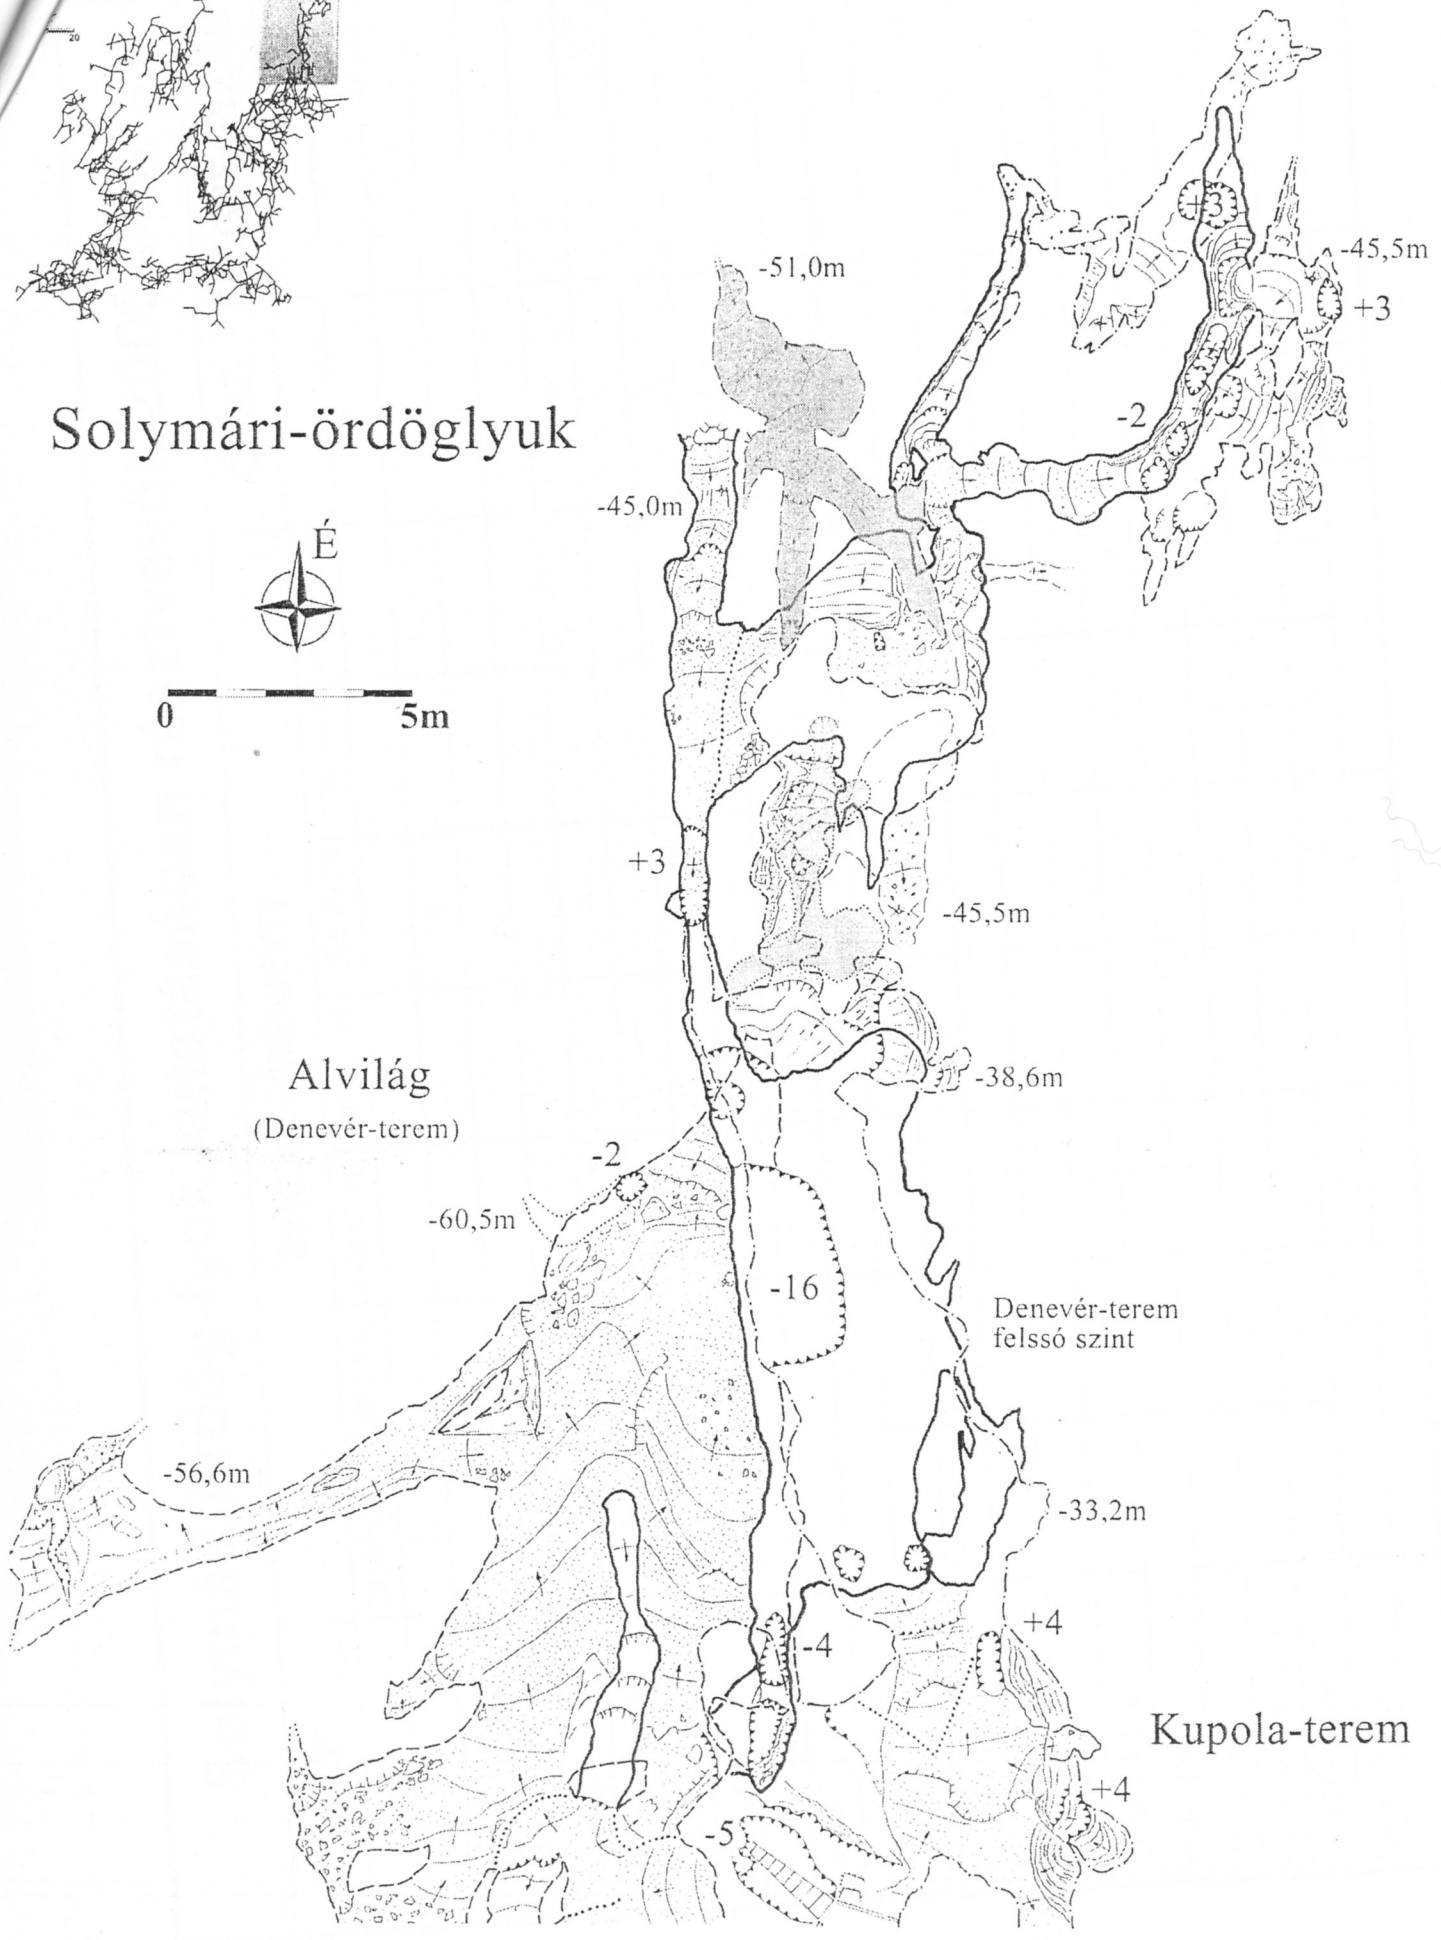 20
-51,0m
+3
-45,5m
+3
-2
Solymári-ördöglyuk
-45,0m
É
0 5m
+3
-45,5m
Alvilág
(Denevér-terem)
-38,6m
-2
-60,5m
-16
Denevér-terem
felssó szint
-56,6m
-33,2m
+4
-4
Kupola-terem
+4
-5